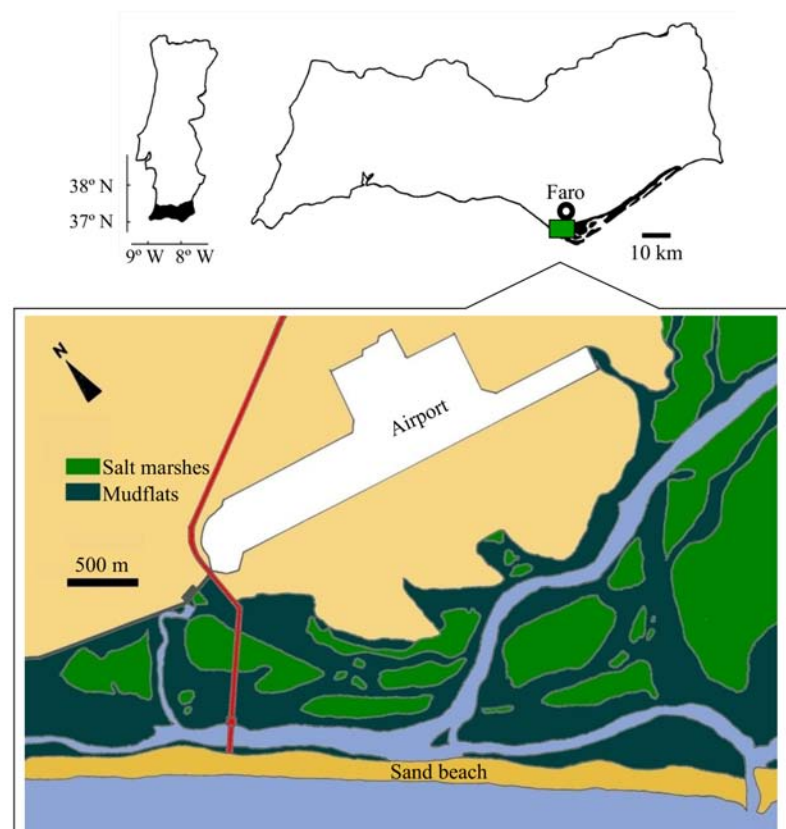 38º N
37º N
9º W
8º W
Faro
10 km
N
Airport
Salt marshes
Mudflats
500 m
Sand beach